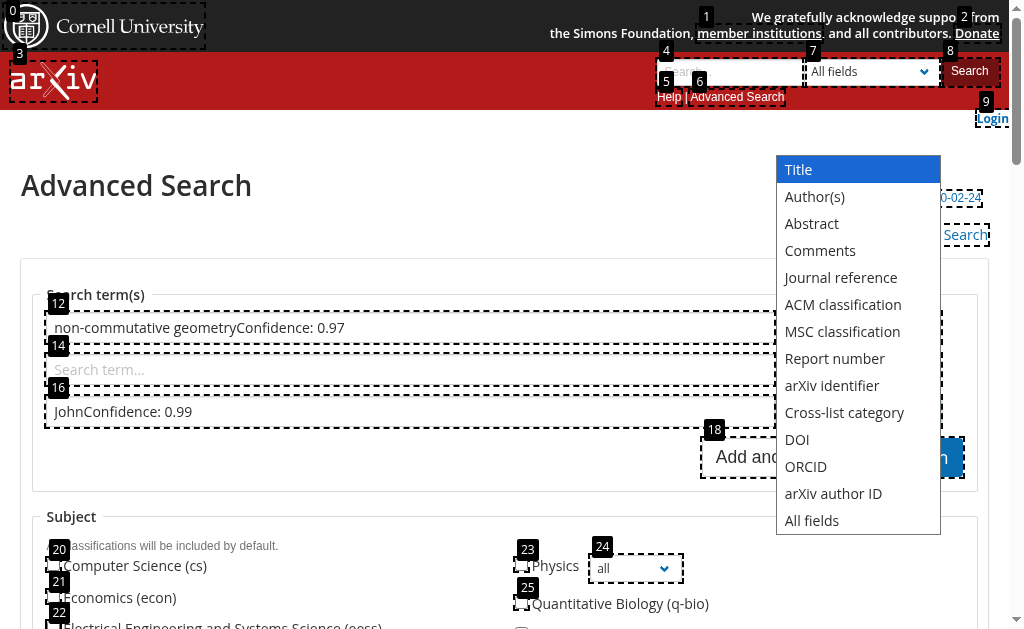 0
Cornell University
1
2
We gratefully acknowledge suppo from
the Simons Foundation, member institutions, and all contributors. Donate
3
arXiv
4
7
8
Search...
All fields
Search
5
6
Help | Advanced Search
9
Login
Advanced Search
0-02-24
Search
Title
Author(s)
Abstract
Comments
Journal reference
ACM classification
MSC classification
Report number
arXiv identifier
Cross-list category
DOI
ORCID
arXiv author ID
All fields
Search term(s)
12
non-commutative geometryConfidence: 0.97
14
Search term...
16
JohnConfidence: 0.99
18
Add ano
h
Subject
classifications will be included by default.
20
Computer Science (cs)
21
Economics (econ)
22
Electrical Engineering and Systems Science (eess)
23
Physics
24
all
25
Quantitative Biology (q-bio)